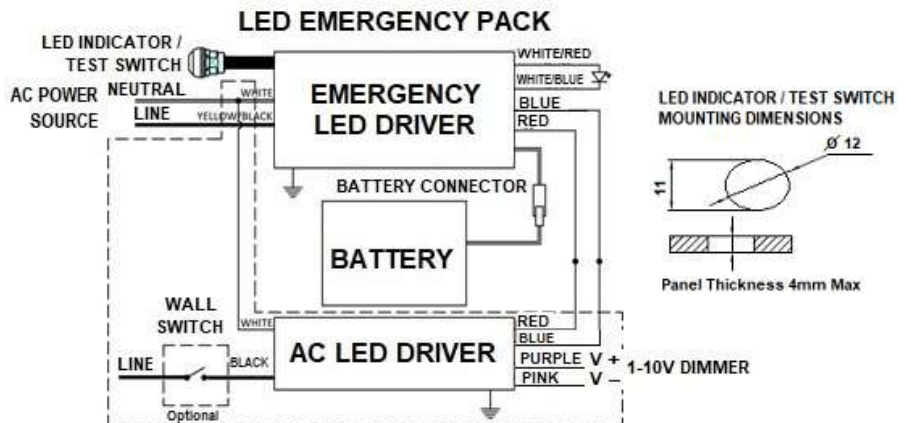 LED EMERGENCY PACK
LED INDICATOR /
TEST SWITCH
AC POWER
SOURCE
NEUTRAL
WHITE
LINE
YELLOW/BLACK
EMERGENCY
LED DRIVER
WHITE/RED
WHITE/BLUE
BLUE
RED
BATTERY CONNECTOR
BATTERY
LED INDICATOR / TEST SWITCH
MOUNTING DIMENSIONS
Ø 12
11
Panel Thickness 4mm Max
WALL
SWITCH
LINE
Optional
WHITE
BLACK
AC LED DRIVER
RED
BLUE
PURPLE V +
PINK V –
1-10V DIMMER